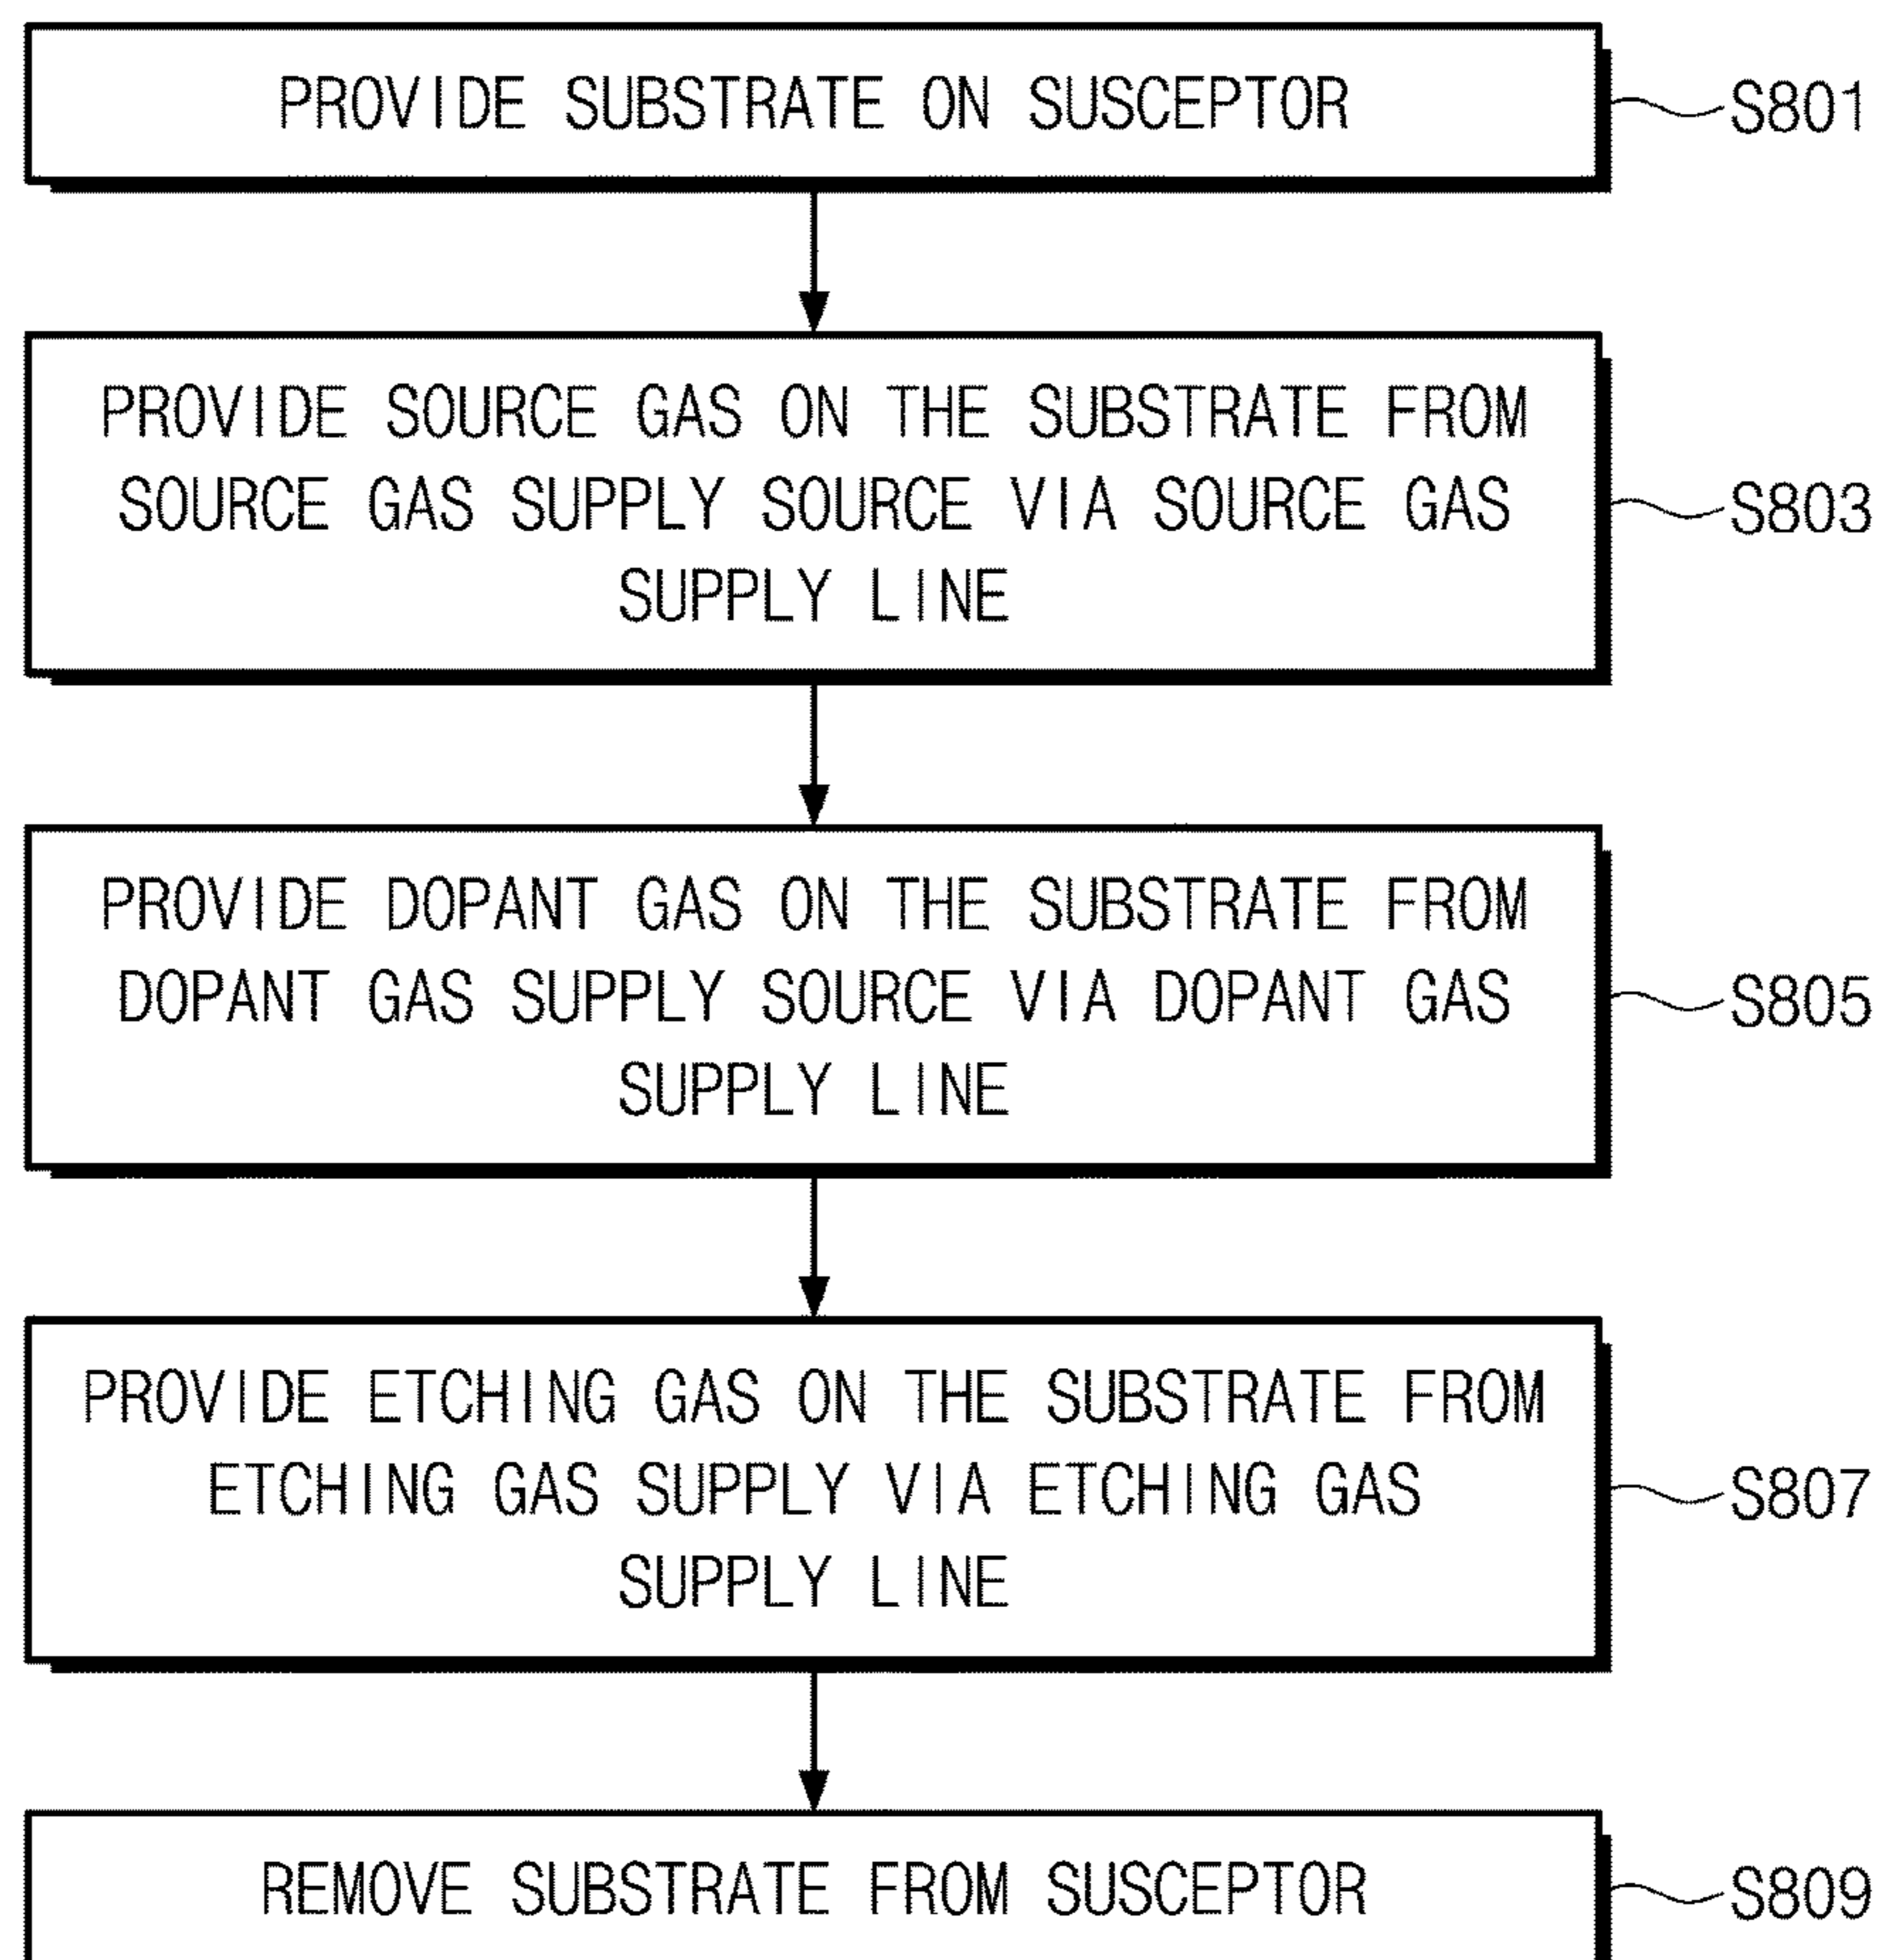 PROVIDE SUBSTRATE ON SUSCEPTOR
S801
PROVIDE SOURCE GAS ON THE SUBSTRATE FROM
SOURCE GAS SUPPLY SOURCE VIA SOURCE GAS
SUPPLY LINE
S803
PROVIDE DOPANT GAS ON THE SUBSTRATE FROM
DOPANT GAS SUPPLY SOURCE VIA DOPANT GAS
SUPPLY LINE
S805
PROVIDE ETCHING GAS ON THE SUBSTRATE FROM
ETCHING GAS SUPPLY VIA ETCHING GAS
SUPPLY LINE
S807
REMOVE SUBSTRATE FROM SUSCEPTOR
S809